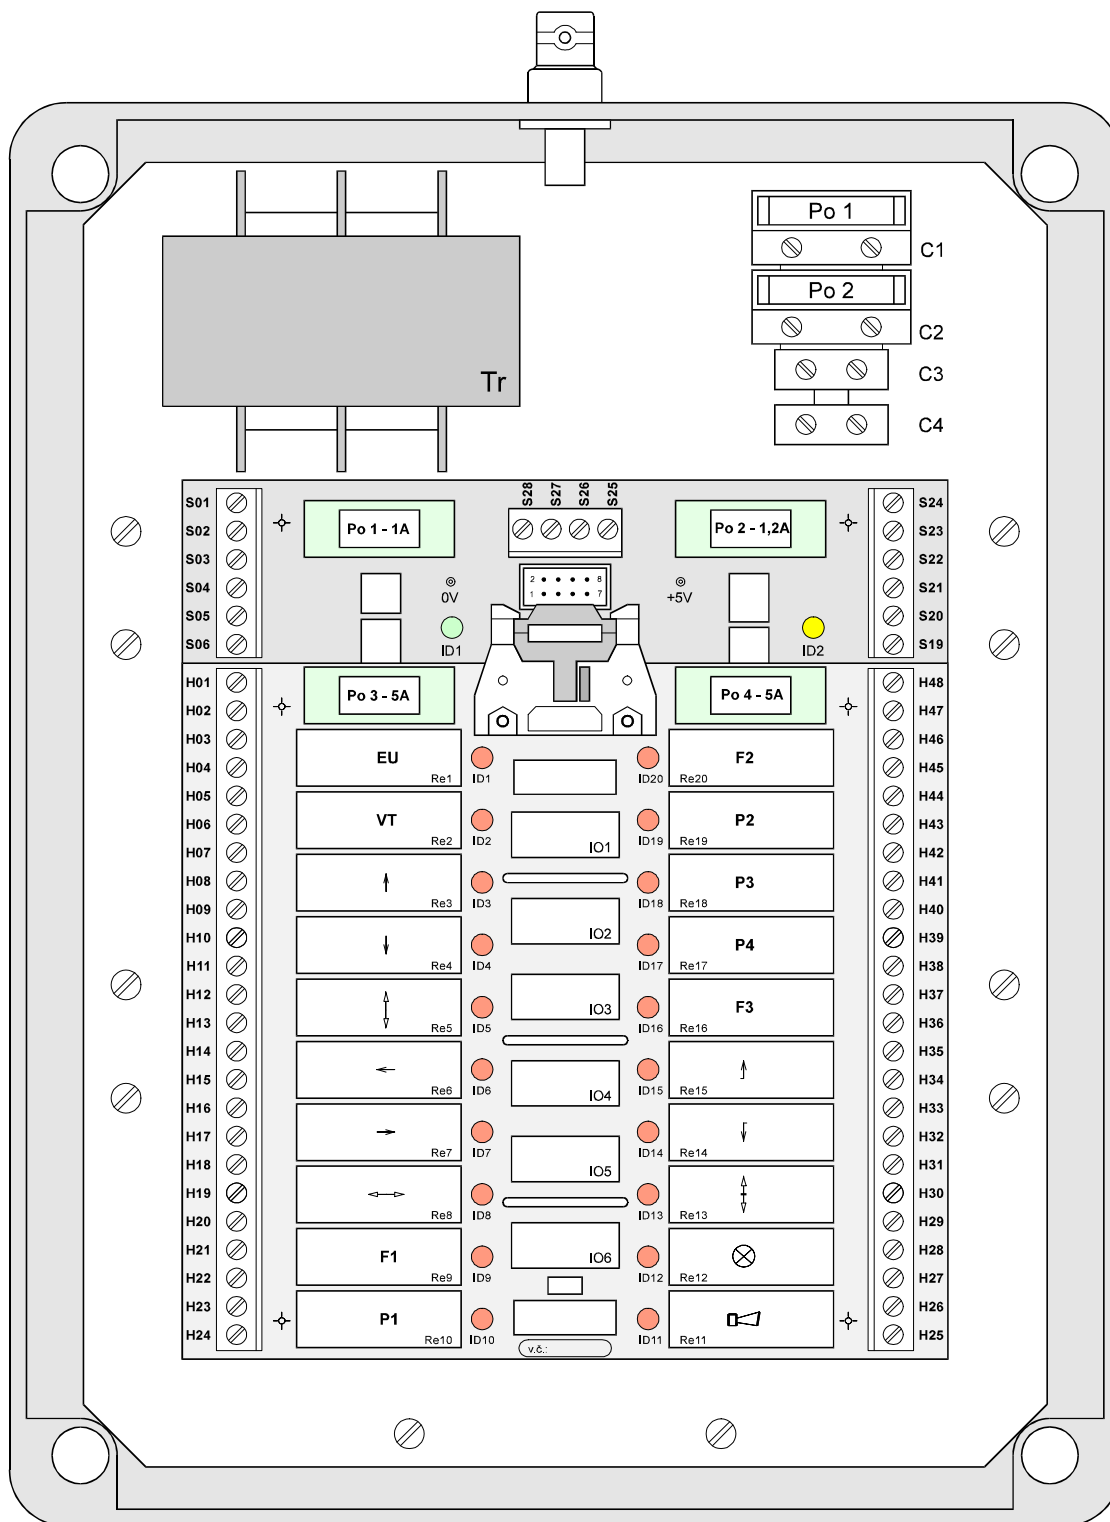 Po 1
C1
Po 2
C2
C3
C4
Tr
S28 S27 S26 S25
S01
S02
S03
S04
S05
S06
Po 1 - 1A
Po 2 - 1,2A
2 8
1 7
0V
+5V
ID1
ID2
S24
S23
S22
S21
S20
S19
H01
H02
H03
H04
H05
H06
H07
H08
H09
H10
H11
H12
H13
H14
H15
H16
H17
H18
H19
H20
H21
H22
H23
H24
Po 3 - 5A
EU
Re1
VT
Re2
Re3
Re4
Re5
Re6
Re7
Re8
F1
Re9
P1
Re10
ID1
ID2
ID3
ID4
ID5
ID6
ID7
ID8
ID9
ID10
IO1
IO2
IO3
IO4
IO5
IO6
v.č.:
ID20
ID19
ID18
ID17
ID16
ID15
ID14
ID13
ID12
ID11
Po 4 - 5A
F2
Re20
P2
Re19
P3
Re18
P4
Re17
F3
Re16
Re15
Re14
Re13
Re12
Re11
H48
H47
H46
H45
H44
H43
H42
H41
H40
H39
H38
H37
H36
H35
H34
H33
H32
H31
H30
H29
H28
H27
H26
H25